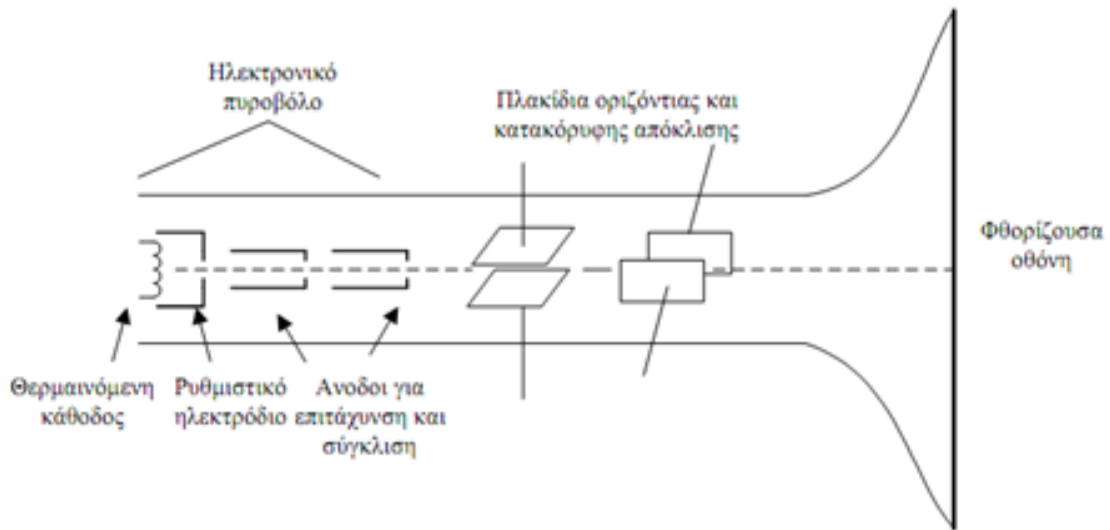 Ηλεκτρονικό
πυροβόλο
Πλακίδια οριζόντιας και
κατακόρυφης απόκλισης
Φθορίζουσα
οθόνη
Θερμαινόμενη
κάθοδος
Ρυθμιστικό
ηλεκτρόδιο
Ανοδοι για
επιτάχυνση και
σύγκλιση